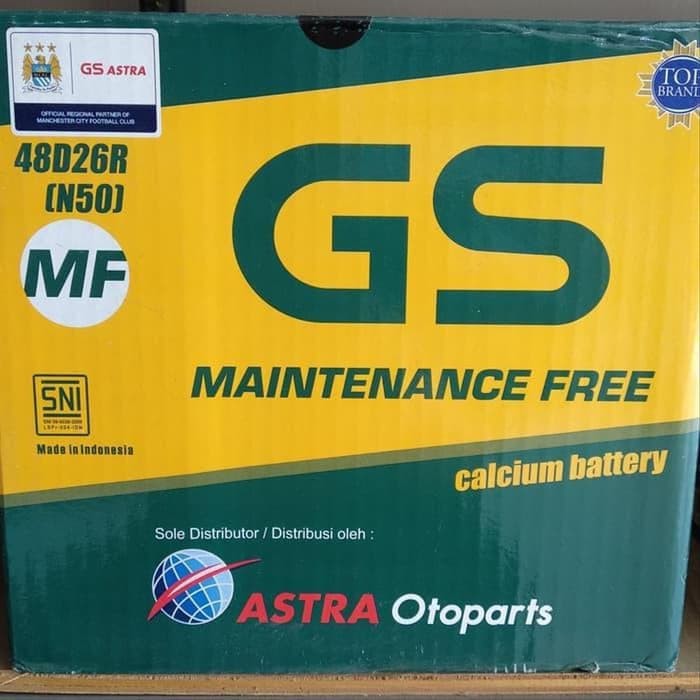 GS ASTRA
OFFICIAL REGIONAL PARTNER OF
MANCHESTER CITY FOOTBALL CLUB
TOP
BRAND
48D26R
(N50)
MF
GS
MAINTENANCE FREE
SNI
Made in Indonesia
calcium battery
Sole Distributor / Distribusi oleh :
ASTRA Otoparts